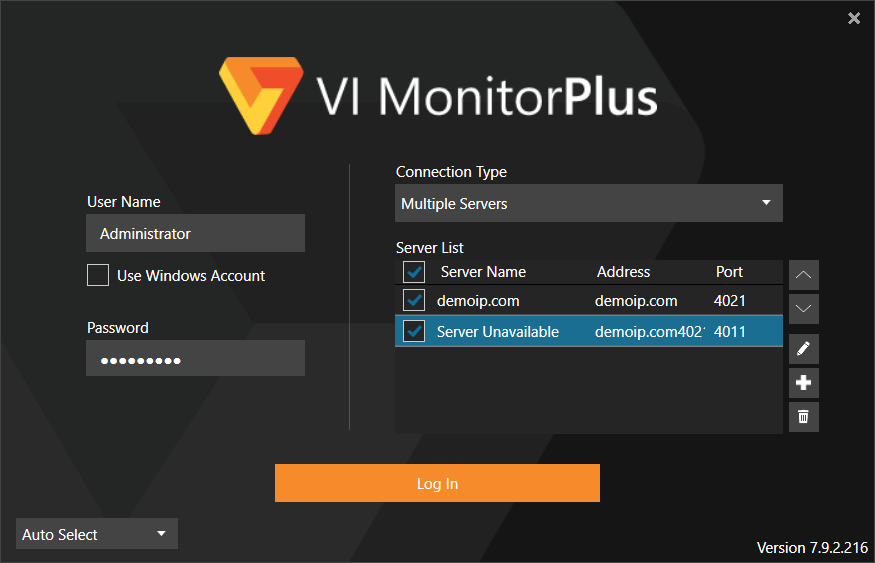 VI MonitorPlus
User Name
Administrator
Use Windows Account
Password
●●●●●●●●●
Connection Type
Multiple Servers
Server List
Server Name Address Port
demoip.com demoip.com 4021
Server Unavailable demoip.com402 4011
Log In
Auto Select
Version 7.9.2.216